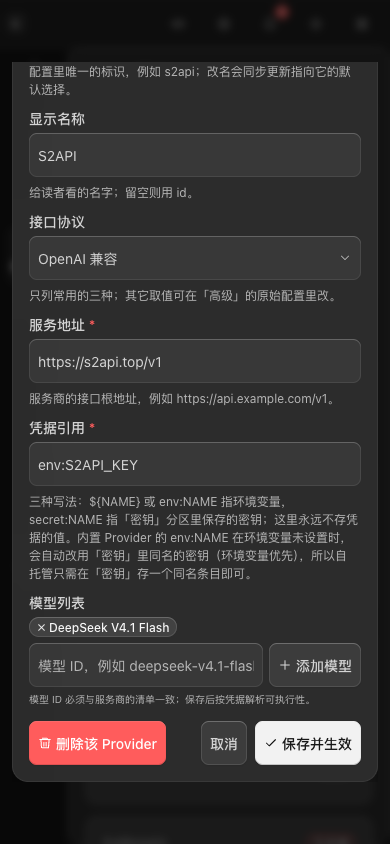 配置里唯一的标识，例如 s2api；改名会同步更新指向它的默
认选择。
显示名称
S2API
给读者看的名字；留空则用 id。
接口协议
OpenAI 兼容
只列常用的三种；其它取值可在「高级」的原始配置里改。
服务地址 *
https://s2api.top/v1
服务商的接口根地址，例如 https://api.example.com/v1。
凭据引用 *
env:S2API_KEY
三种写法：${NAME} 或 env:NAME 指环境变量，
secret:NAME 指「密钥」分区里保存的密钥；这里永远不存凭
据的值。内置 Provider 的 env:NAME 在环境变量未设置时，
会自动改用「密钥」里同名的密钥（环境变量优先），所以自
托管只需在「密钥」存一个同名条目即可。
模型列表
× DeepSeek V4.1 Flash
模型 ID，例如 deepseek-v4.1-flas
+ 添加模型
模型 ID 必须与服务商的清单一致；保存后按凭据解析可执行性。
删除该 Provider
取消
✓ 保存并生效